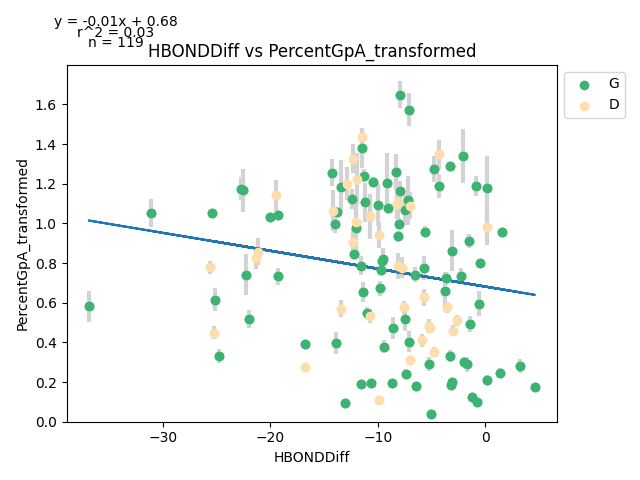 y = -0.01x + 0.68
r^2 = 0.03
n = 119
HBONDDiff vs PercentGpA_transformed
G
D
1.6
1.4
1.2
1.0
0.8
0.6
0.4
0.2
0.0
PercentGpA_transformed
−30 −20 −10 0
HBONDDiff